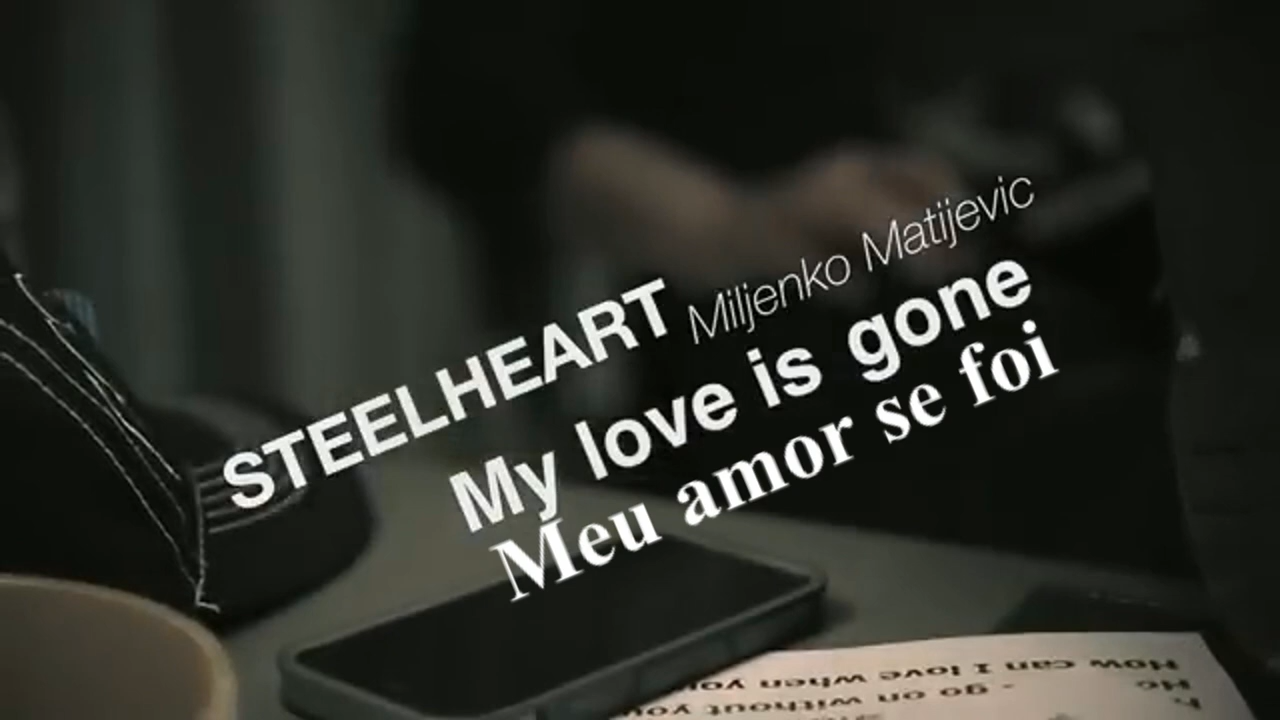 STEELHEART Miljenko Matijevic
My love is gone
Meu amor se foi
How can I love when you
go on without you